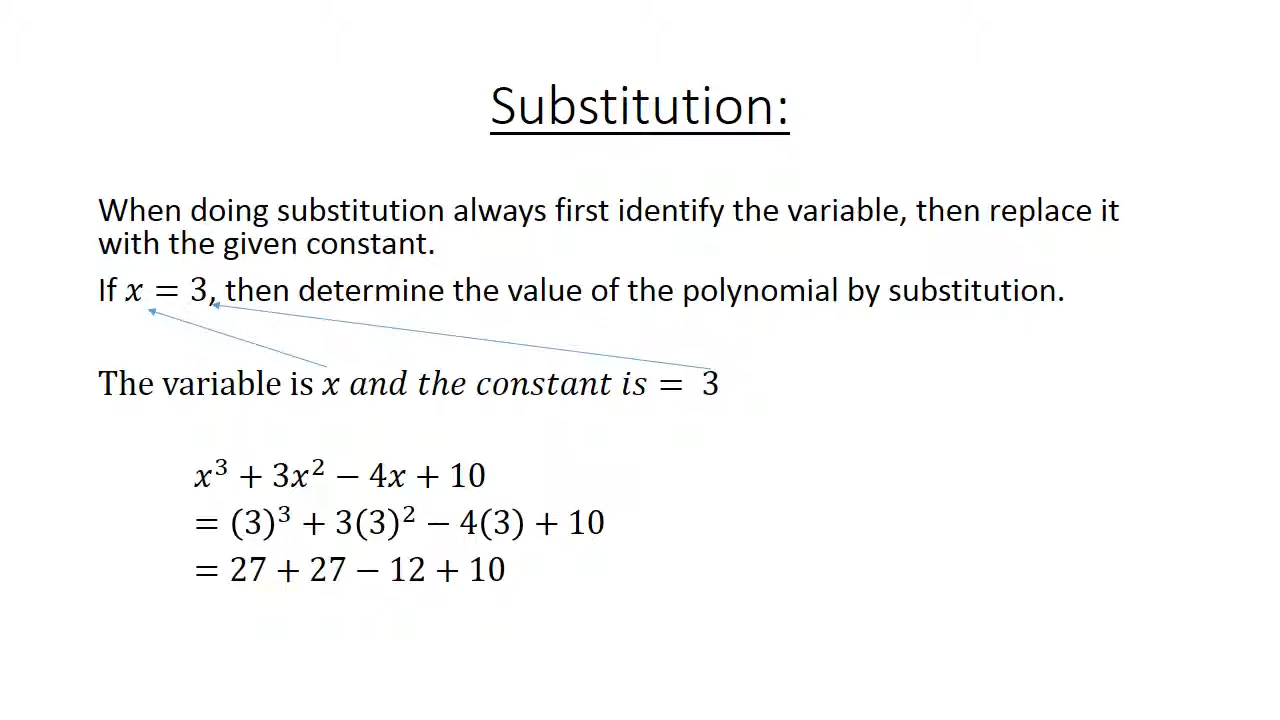 Substitution:
When doing substitution always first identify the variable, then replace it
with the given constant.
If x = 3, then determine the value of the polynomial by substitution.
The variable is x and the constant is = 3
x³ + 3x² − 4x + 10
= (3)³ + 3(3)² − 4(3) + 10
= 27 + 27 − 12 + 10